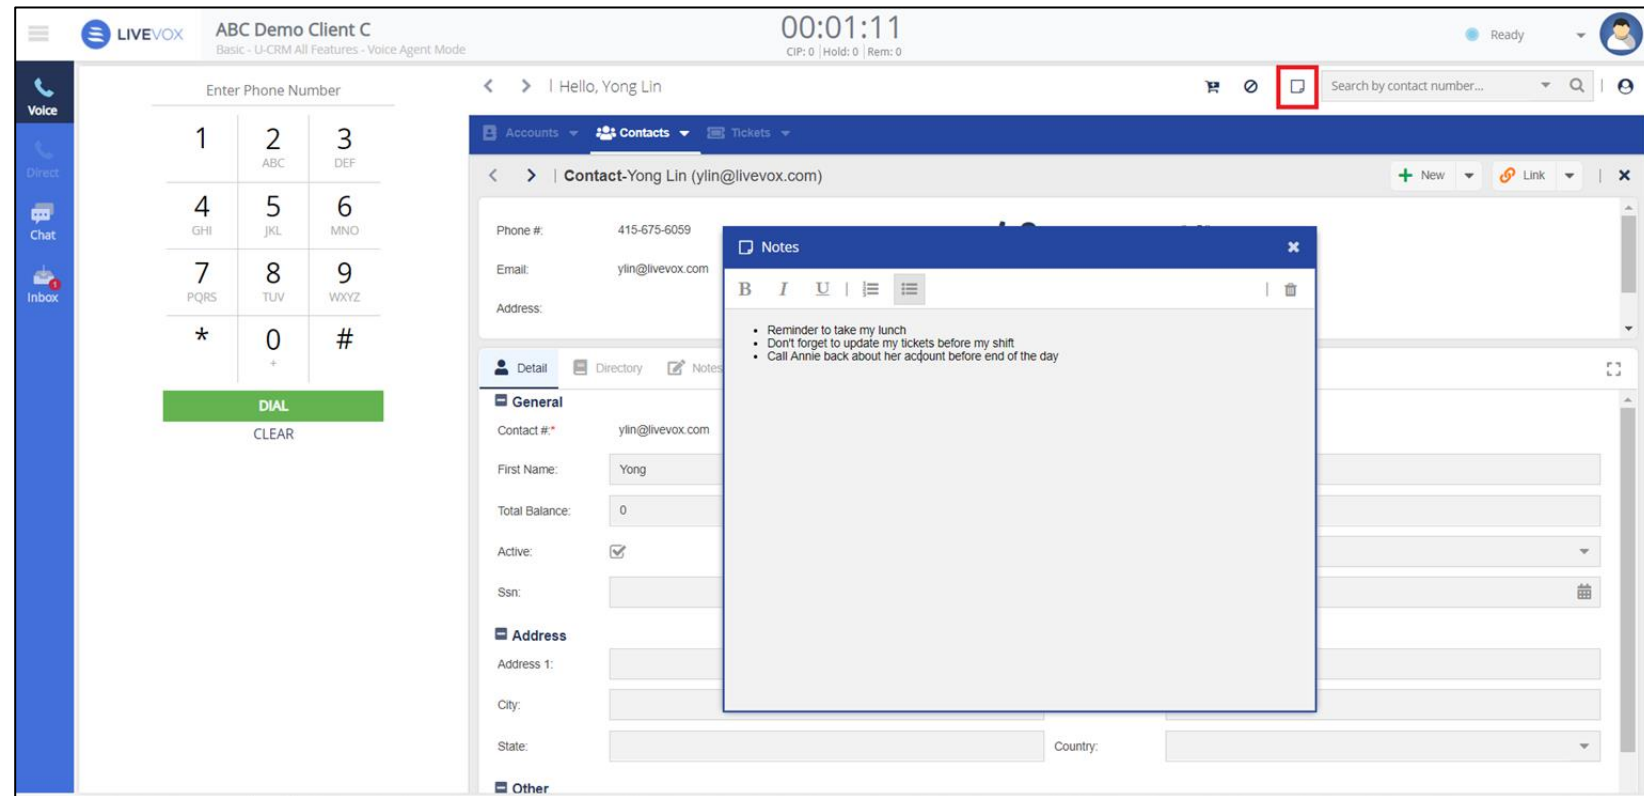 LIVEVOX
ABC Demo Client C
Basic - U-CRM All Features - Voice Agent Mode
00:01:11
CIP: 0 | Hold: 0 | Rem: 0
Ready
Voice
Direct
Chat
1
Inbox
Enter Phone Number
1 2 3
ABC DEF
4 5 6
GHI JKL MNO
7 8 9
PQRS TUV WXYZ
* 0 #
+
DIAL
CLEAR
| Hello, Yong Lin
Search by contact number...
Accounts Contacts Tickets
| Contact-Yong Lin (ylin@livevox.com)
+ New Link
Phone #: 415-675-6059
Email: ylin@livevox.com
Address:
Detail Directory Notes
General
Contact #:* ylin@livevox.com
First Name: Yong
Total Balance: 0
Active:
Ssn:
Address
Address 1:
City:
State: Country:
Other
Notes
B I U
• Reminder to take my lunch
• Don't forget to update my tickets before my shift
• Call Annie back about her account before end of the day